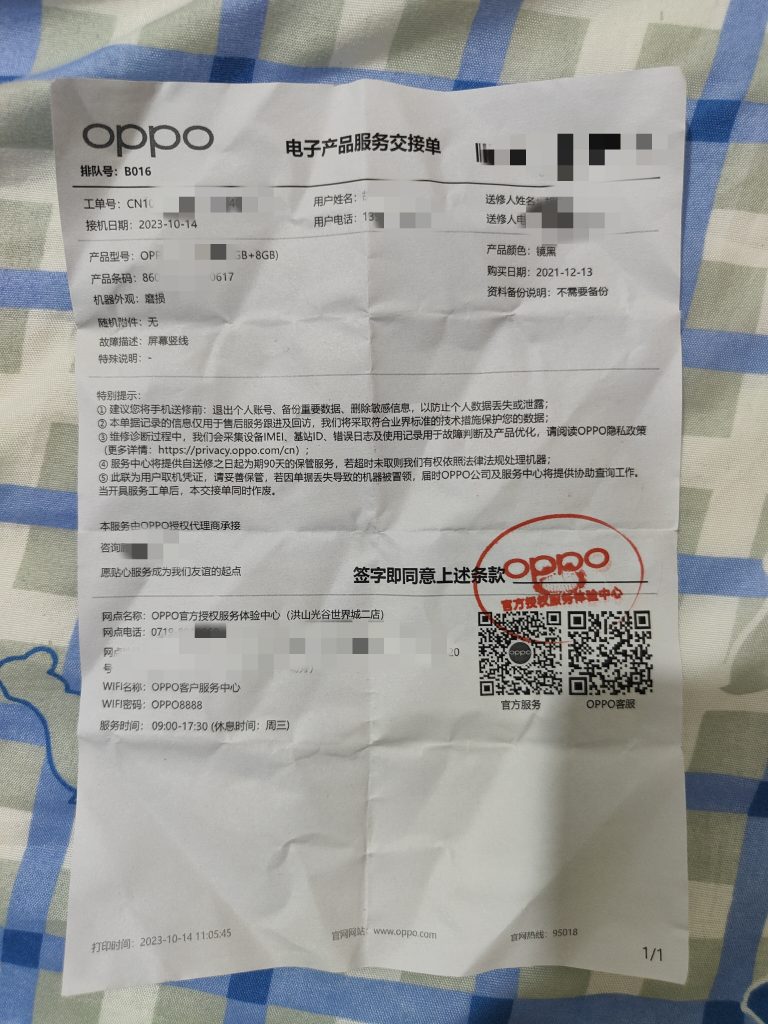 oppo
电子产品服务交接单
排队号：B016
工单号：CN10
用户姓名：
送修人姓名：
接机日期：2023-10-14
用户电话：13
送修人电
产品型号：OPP GB+8GB)
产品颜色：镜黑
产品条码：860 0617
购买日期：2021-12-13
机器外观：磨损
资料备份说明：不需要备份
随机附件：无
故障描述：屏幕竖线
特殊说明：-
特别提示：
① 建议您将手机送修前：退出个人账号、备份重要数据、删除敏感信息，以防止个人数据丢失或泄露；
② 本单据记录的信息仅用于售后服务跟进及回访，我们将采取符合业界标准的技术措施保护您的数据；
③ 维修诊断过程中，我们会采集设备IMEI、基站ID、错误日志及使用记录用于故障判断及产品优化，请阅读OPPO隐私政策
（更多详情：https://privacy.oppo.com/cn）；
④ 服务中心将提供自送修之日起为期90天的保管服务，若超时未取则我们有权依照法律法规处理机器；
⑤ 此联为用户取机凭证，请妥善保管，若因单据丢失导致的机器被冒领，届时OPPO公司及服务中心将提供协助查询工作。
当开具服务工单后，本交接单同时作废。
本服务由OPPO授权代理商承接
咨询
愿贴心服务成为我们友谊的起点
签字即同意上述条款
oppo
官方授权服务体验中心
网点名称：OPPO官方授权服务体验中心（洪山光谷世界城二店）
网点电话：0718
网点 20
号
WIFI名称：OPPO客户服务中心
WIFI密码：OPPO8888
服务时间：09:00-17:30 (休息时间：周三)
oppo
官方服务
OPPO客服
打印时间：2023-10-14 11:05:45
官网网站：www.oppo.com
官网热线：95018
1/1